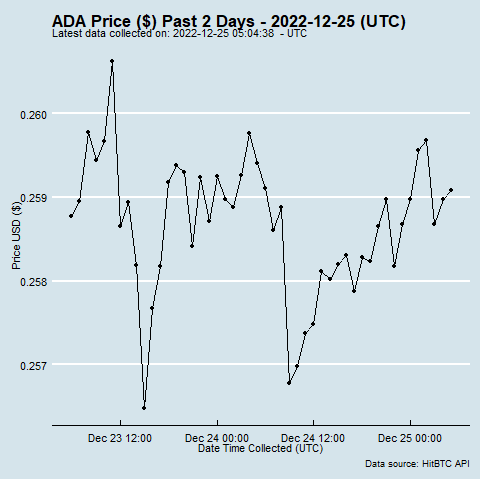 ADA Price ($) Past 2 Days - 2022-12-25 (UTC)
Latest data collected on: 2022-12-25 05:04:38 - UTC
0.260
0.259
0.258
0.257
Price USD ($)
Dec 23 12:00 Dec 24 00:00 Dec 24 12:00 Dec 25 00:00
Date Time Collected (UTC)
Data source: HitBTC API